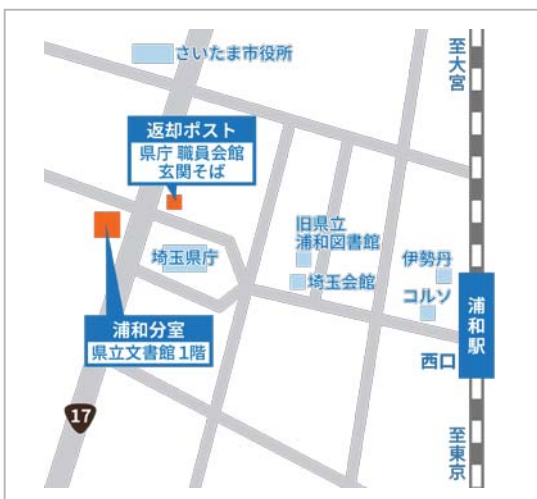 さいたま市役所
至大宮
返却ポスト
県庁 職員会館
玄関そば
旧県立
浦和図書館
埼玉県庁
埼玉会館
伊勢丹
コルソ
浦和駅
浦和分室
県立文書館1階
西口
17
至東京